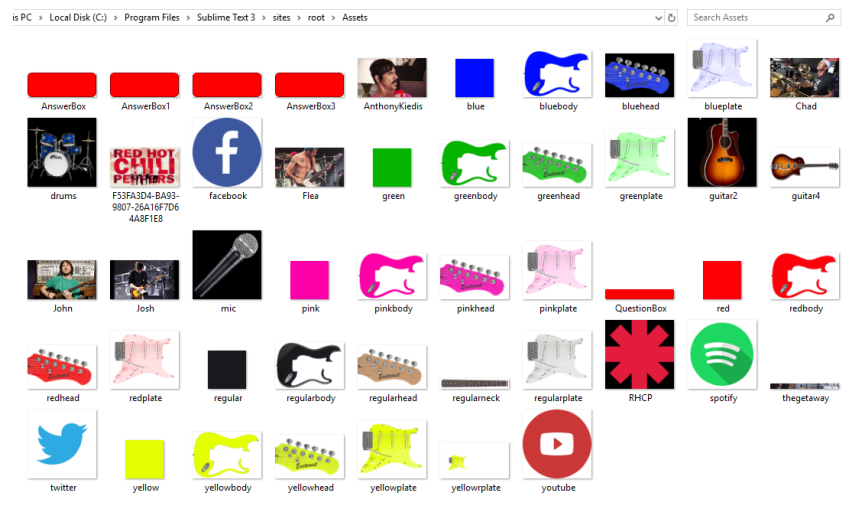 is PC > Local Disk (C:) > Program Files > Sublime Text 3 > sites > root > Assets
Search Assets
AnswerBox AnswerBox1 AnswerBox2 AnswerBox3 AnthonyKiedis blue bluebody bluehead blueplate Chad
RED HOT
CHILI
PEPPERS
drums F53FA3D4-BA93-9807-26A16F7D64A8F1E8 facebook Flea green greenbody greenhead greenplate guitar2 guitar4
John Josh mic pink pinkbody pinkhead pinkplate QuestionBox red redbody
redhead redplate regular regularbody regularhead regularneck regularplate RHCP spotify thegetaway
twitter yellow yellowbody yellowhead yellowplate yellowrplate youtube